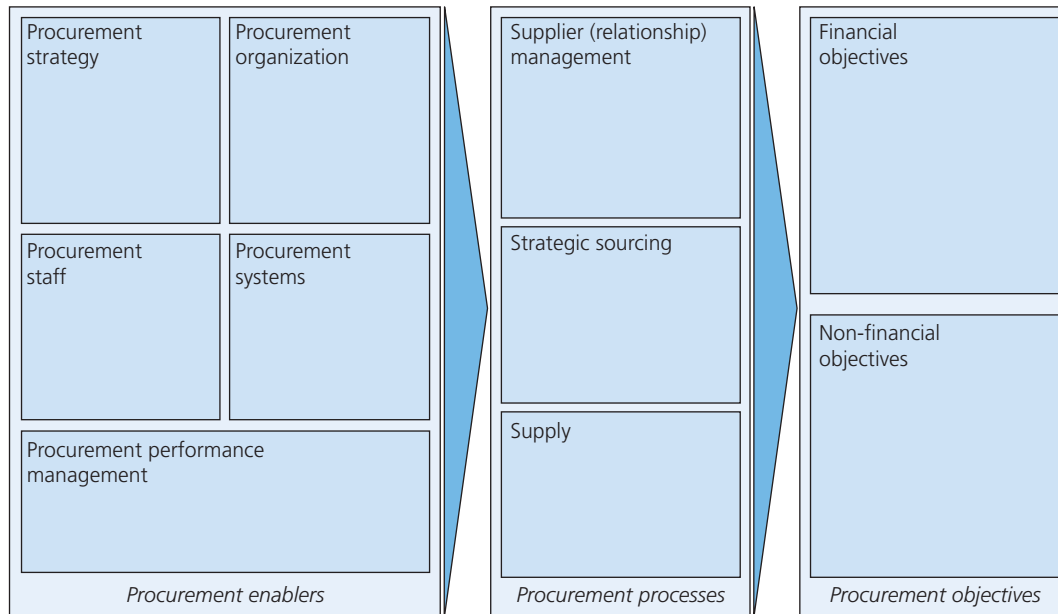 Procurement
strategy
Procurement
organization
Procurement
staff
Procurement
systems
Procurement performance
management
Procurement enablers
Supplier (relationship)
management
Strategic sourcing
Supply
Procurement processes
Financial
objectives
Non-financial
objectives
Procurement objectives